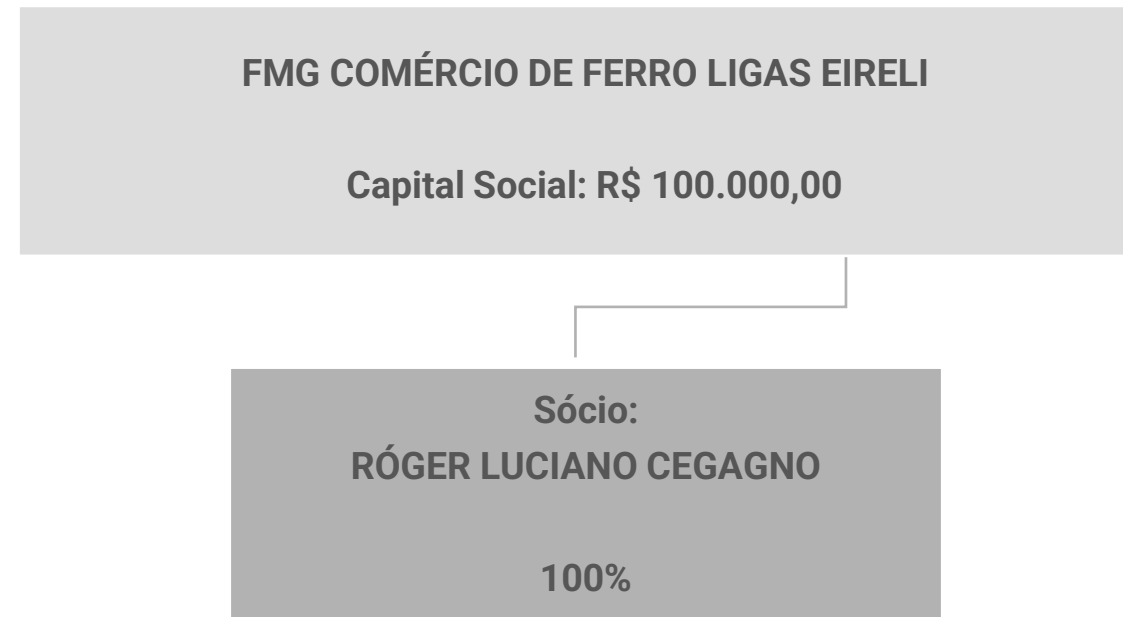 FMG COMÉRCIO DE FERRO LIGAS EIRELI
Capital Social: R$ 100.000,00
Sócio:
RÓGER LUCIANO CEGAGNO
100%